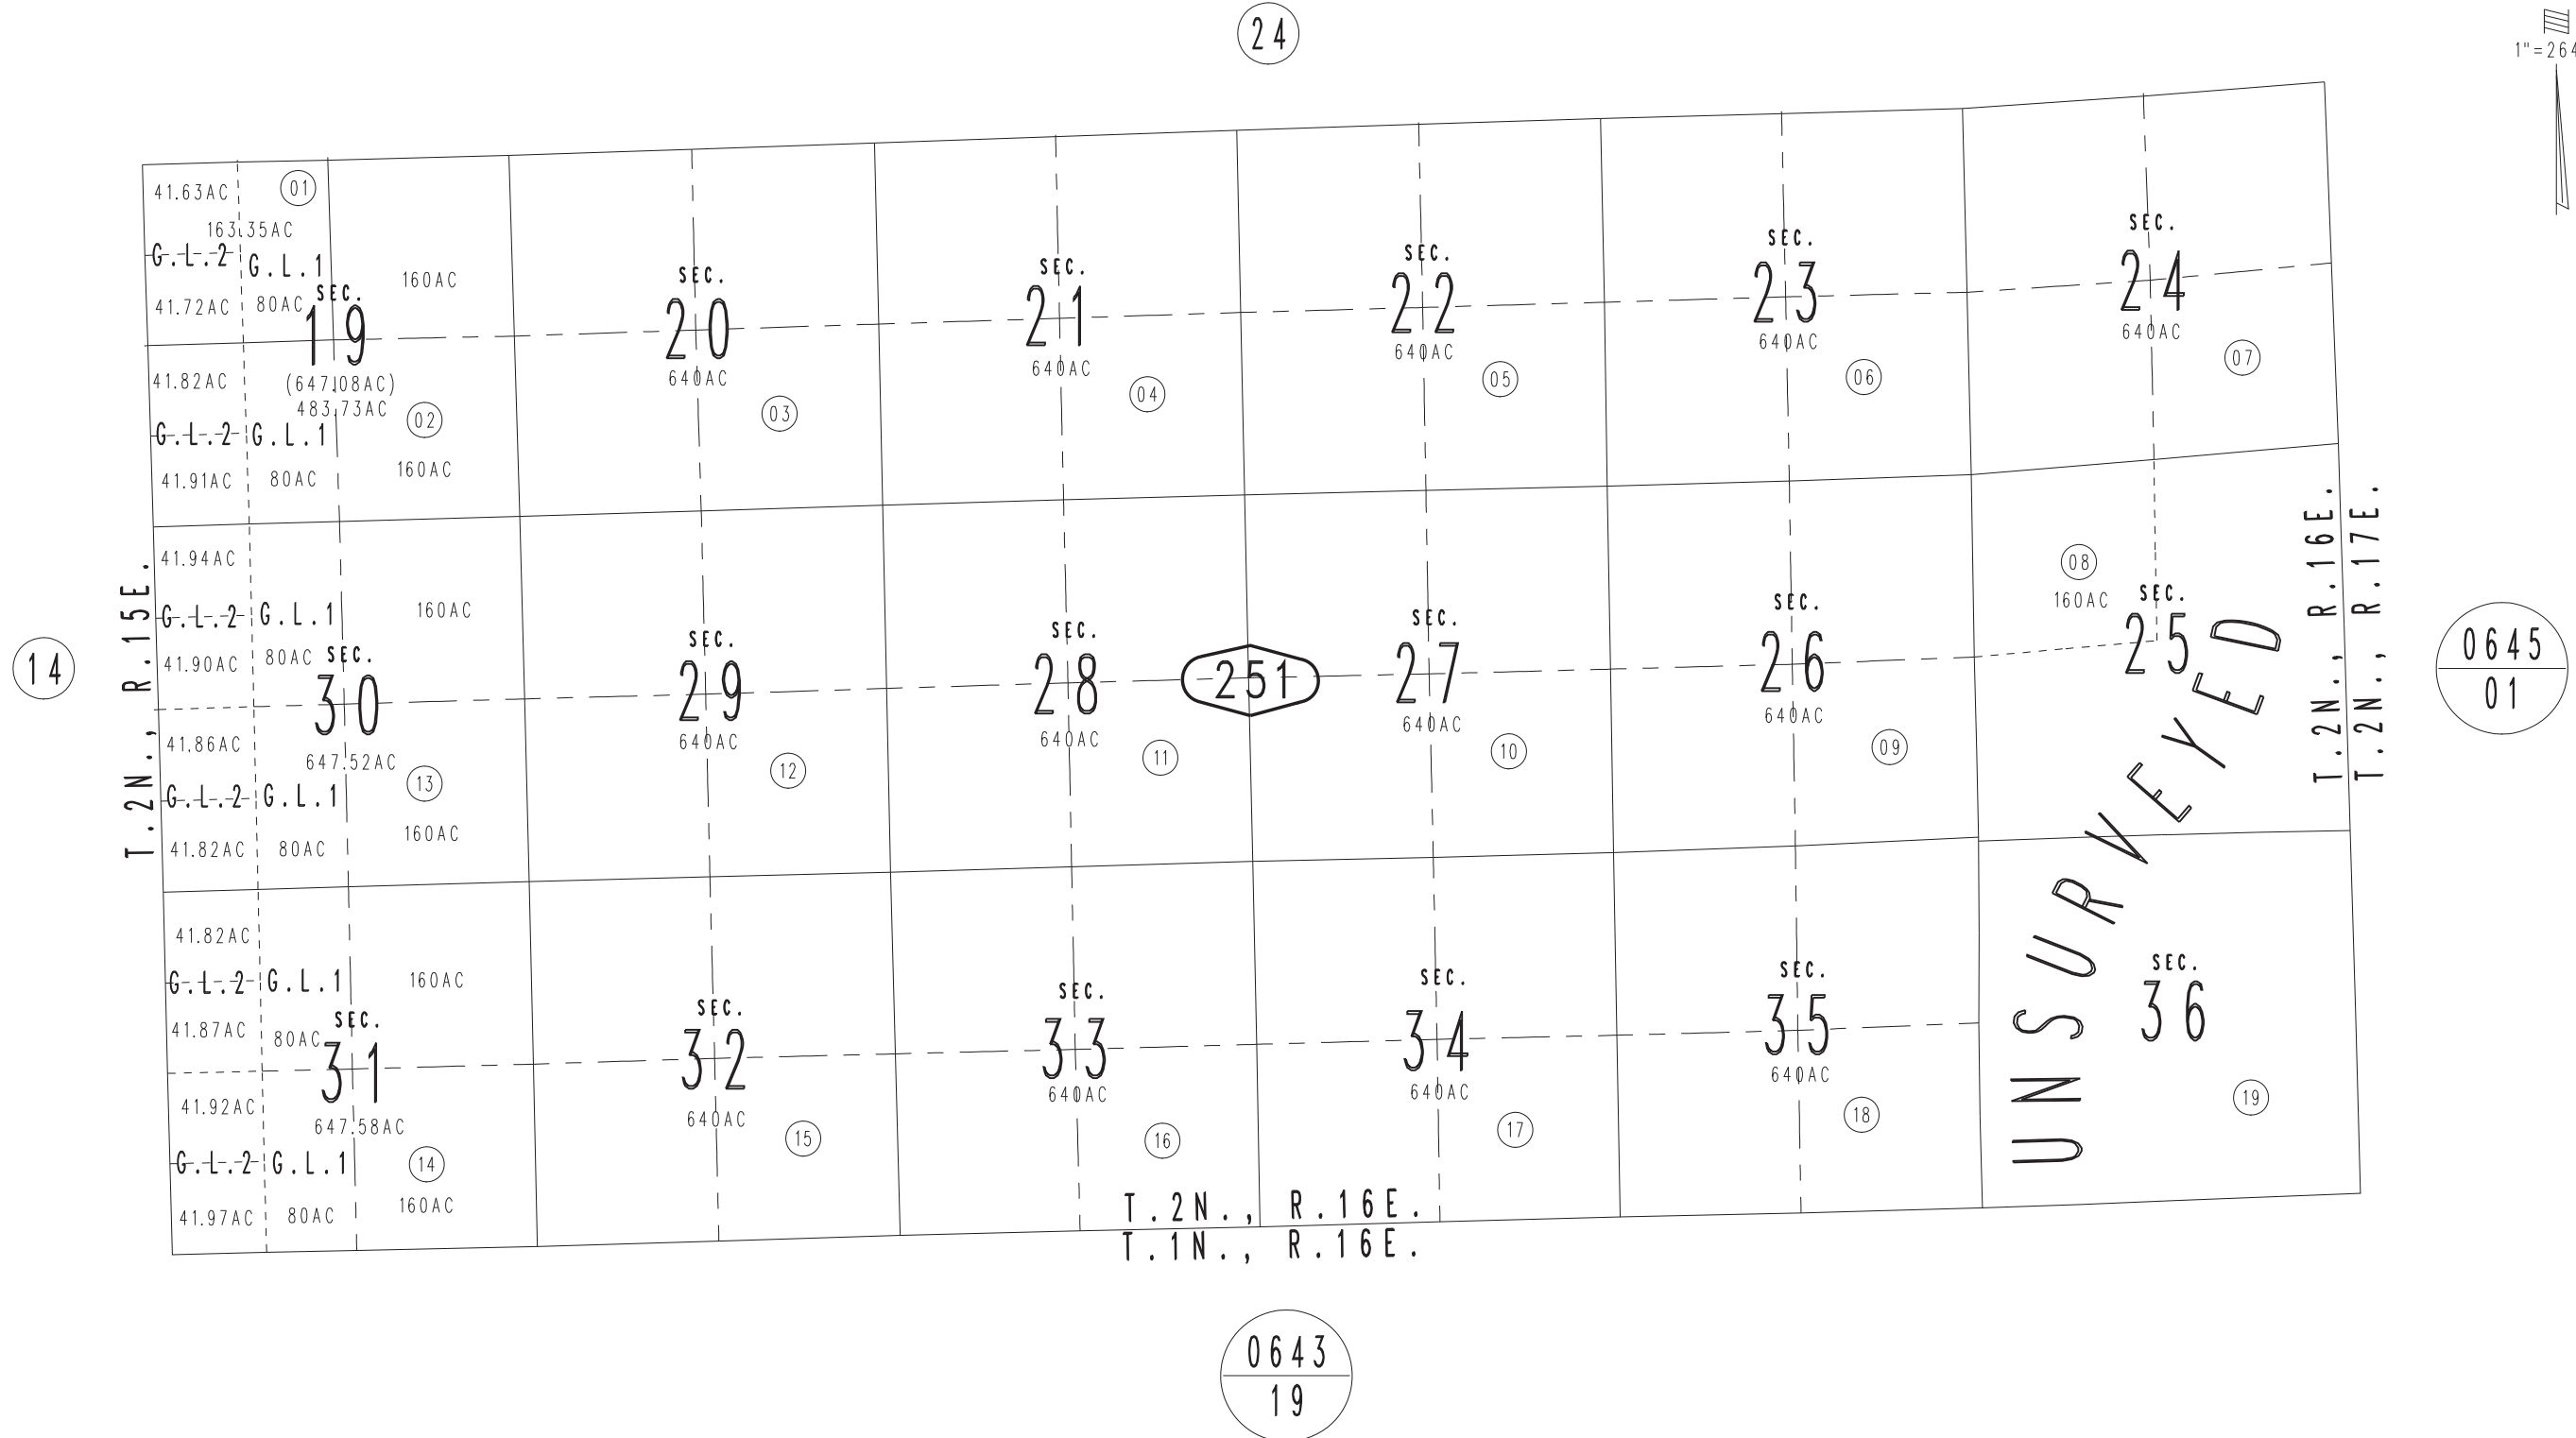 24
1"=264
41.63AC
01
163.35AC
G.L.2
G.L.1
160AC
41.72AC
80AC
SEC.
19
(647.08AC)
483.73AC
02
41.82AC
G.L.2
G.L.1
41.91AC
80AC
160AC
SEC.
20
640AC
03
SEC.
21
640AC
04
SEC.
22
640AC
05
SEC.
23
640AC
06
SEC.
24
640AC
07
41.94AC
G.L.2
G.L.1
160AC
41.90AC
80AC
SEC.
30
41.86AC
647.52AC
13
G.L.2
G.L.1
41.82AC
80AC
160AC
SEC.
29
640AC
12
SEC.
28
640AC
11
251
SEC.
27
640AC
10
SEC.
26
640AC
09
08
160AC
SEC.
25
T.2N., R.15E.
14
T.2N., R.16E.
T.2N., R.17E.
0645
01
41.82AC
G.L.2
G.L.1
160AC
41.87AC
80AC
SEC.
31
41.92AC
647.58AC
14
G.L.2
G.L.1
41.97AC
80AC
160AC
SEC.
32
640AC
15
SEC.
33
640AC
16
SEC.
34
640AC
17
SEC.
35
640AC
18
UNSURVEYED
SEC.
36
19
T.2N., R.16E.
T.1N., R.16E.
0643
19